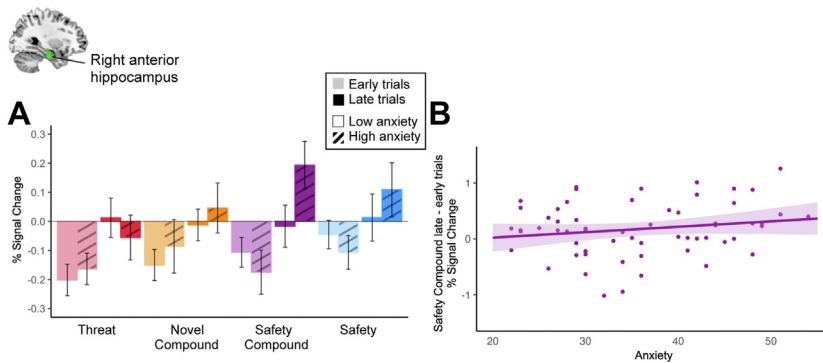 Right anterior
hippocampus
A
Early trials
Late trials
Low anxiety
High anxiety
% Signal Change
0.3
0.2
0.1
0.0
-0.1
-0.2
-0.3
Threat
Novel
Compound
Safety
Compound
Safety
B
Safety Compound late - early trials
% Signal Change
1
0
-1
20
30
40
50
Anxiety